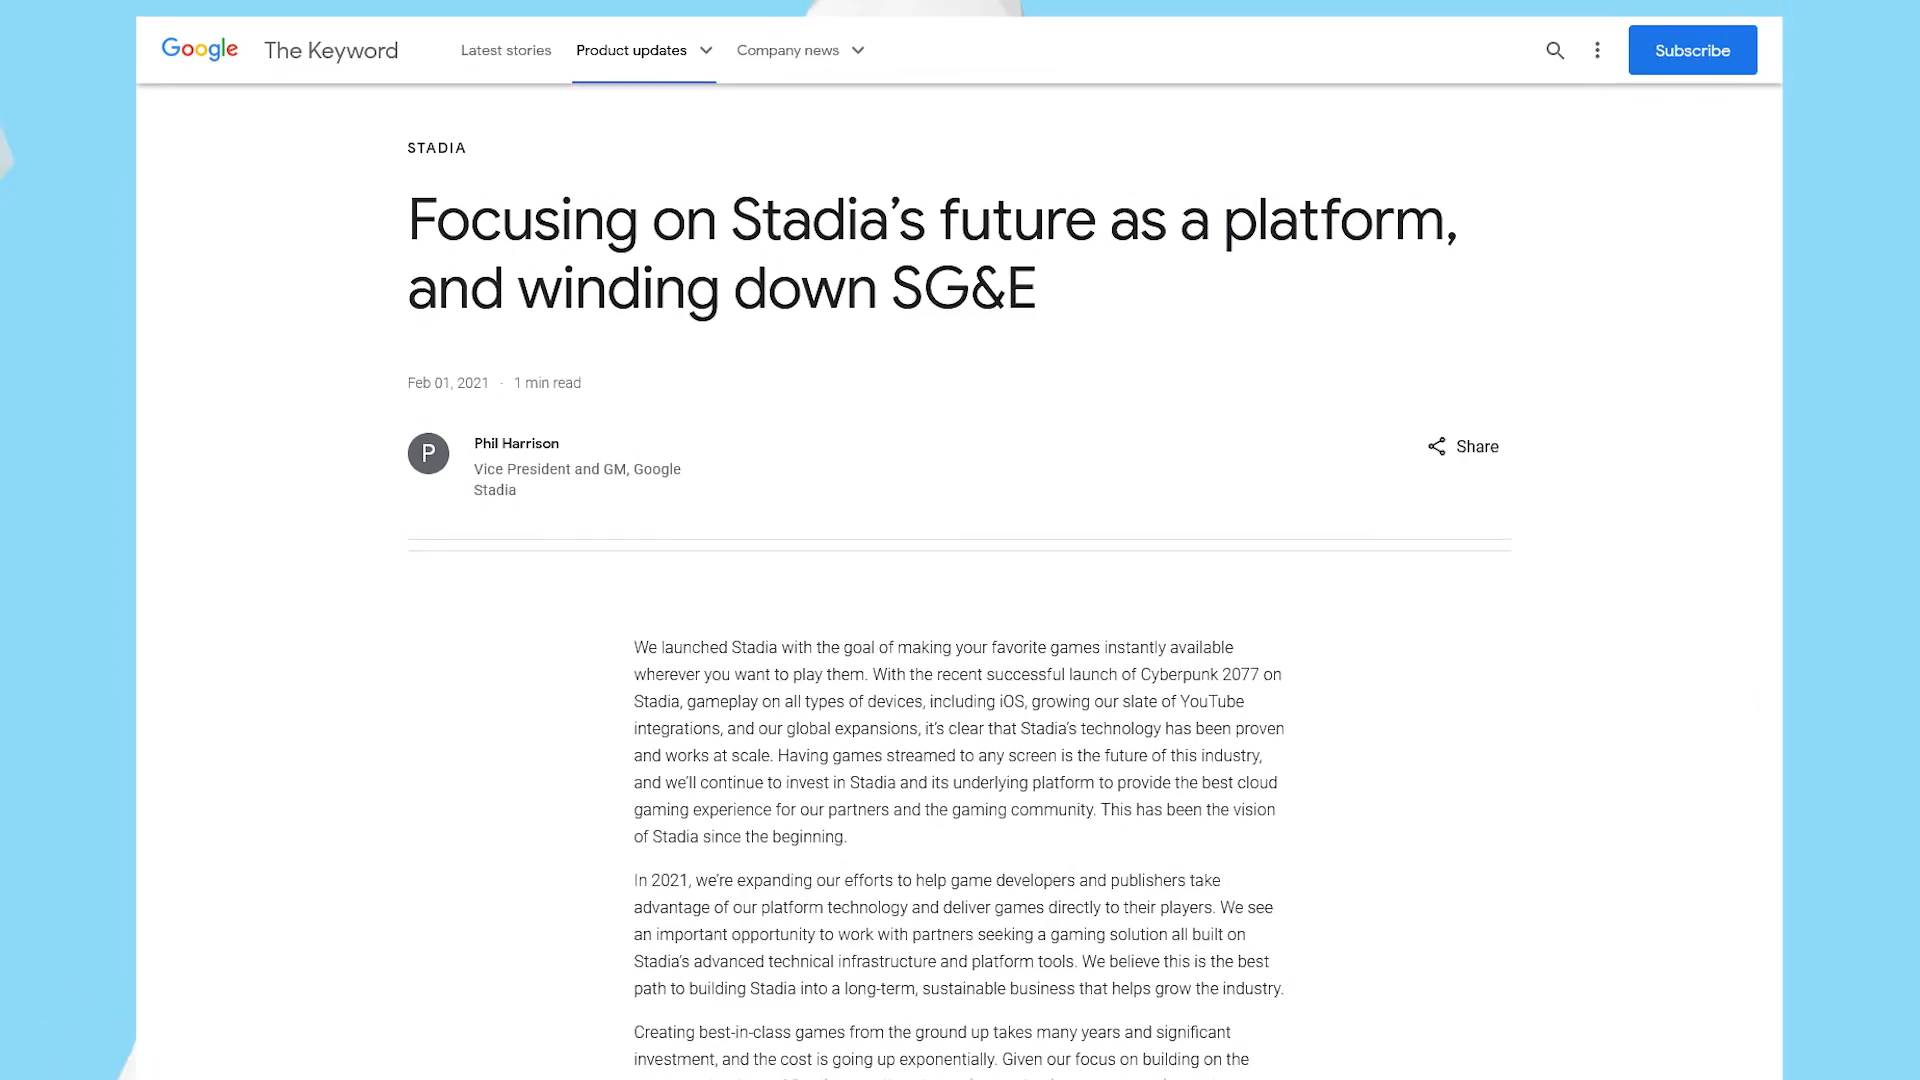 Google The Keyword Latest stories Product updates Company news Subscribe
STADIA
Focusing on Stadia’s future as a platform,
and winding down SG&E
Feb 01, 2021 · 1 min read
P
Phil Harrison
Vice President and GM, Google
Stadia
Share
We launched Stadia with the goal of making your favorite games instantly available
wherever you want to play them. With the recent successful launch of Cyberpunk 2077 on
Stadia, gameplay on all types of devices, including iOS, growing our slate of YouTube
integrations, and our global expansions, it’s clear that Stadia’s technology has been proven
and works at scale. Having games streamed to any screen is the future of this industry,
and we’ll continue to invest in Stadia and its underlying platform to provide the best cloud
gaming experience for our partners and the gaming community. This has been the vision
of Stadia since the beginning.
In 2021, we’re expanding our efforts to help game developers and publishers take
advantage of our platform technology and deliver games directly to their players. We see
an important opportunity to work with partners seeking a gaming solution all built on
Stadia’s advanced technical infrastructure and platform tools. We believe this is the best
path to building Stadia into a long-term, sustainable business that helps grow the industry.
Creating best-in-class games from the ground up takes many years and significant
investment, and the cost is going up exponentially. Given our focus on building on the